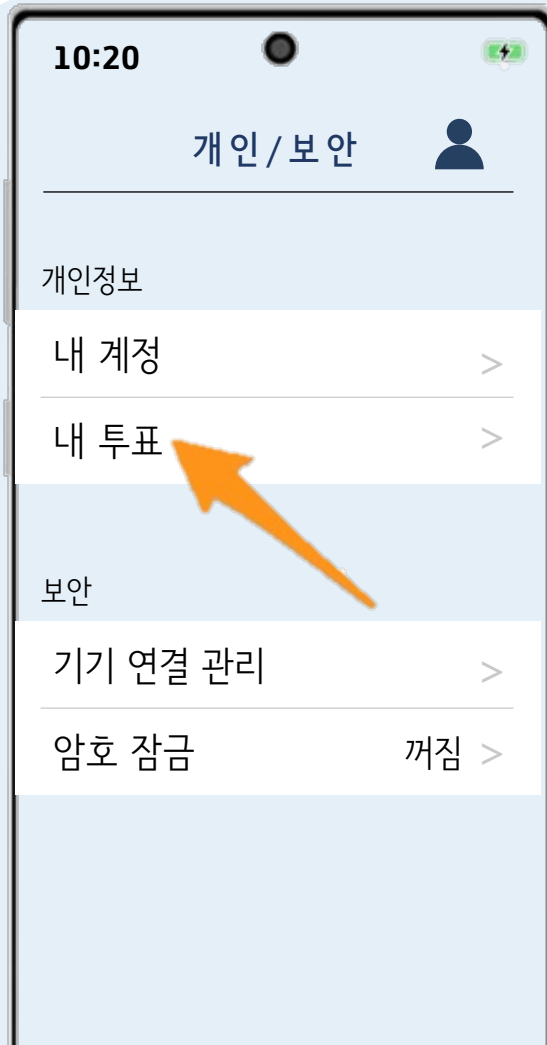 10:20
개인/보안
개인정보
내 계정 >
내 투표 >
보안
기기 연결 관리 >
암호 잠금 꺼짐 >